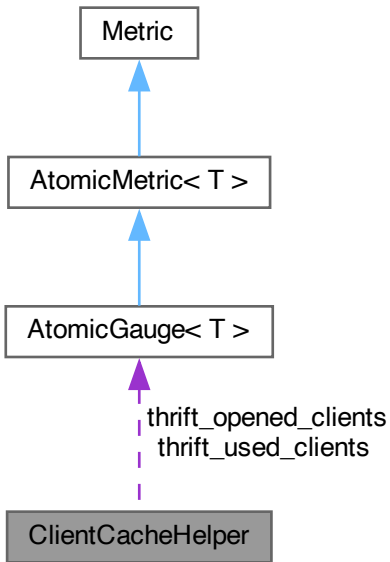 Metric
AtomicMetric< T >
AtomicGauge< T >
thrift_opened_clients
thrift_used_clients
ClientCacheHelper